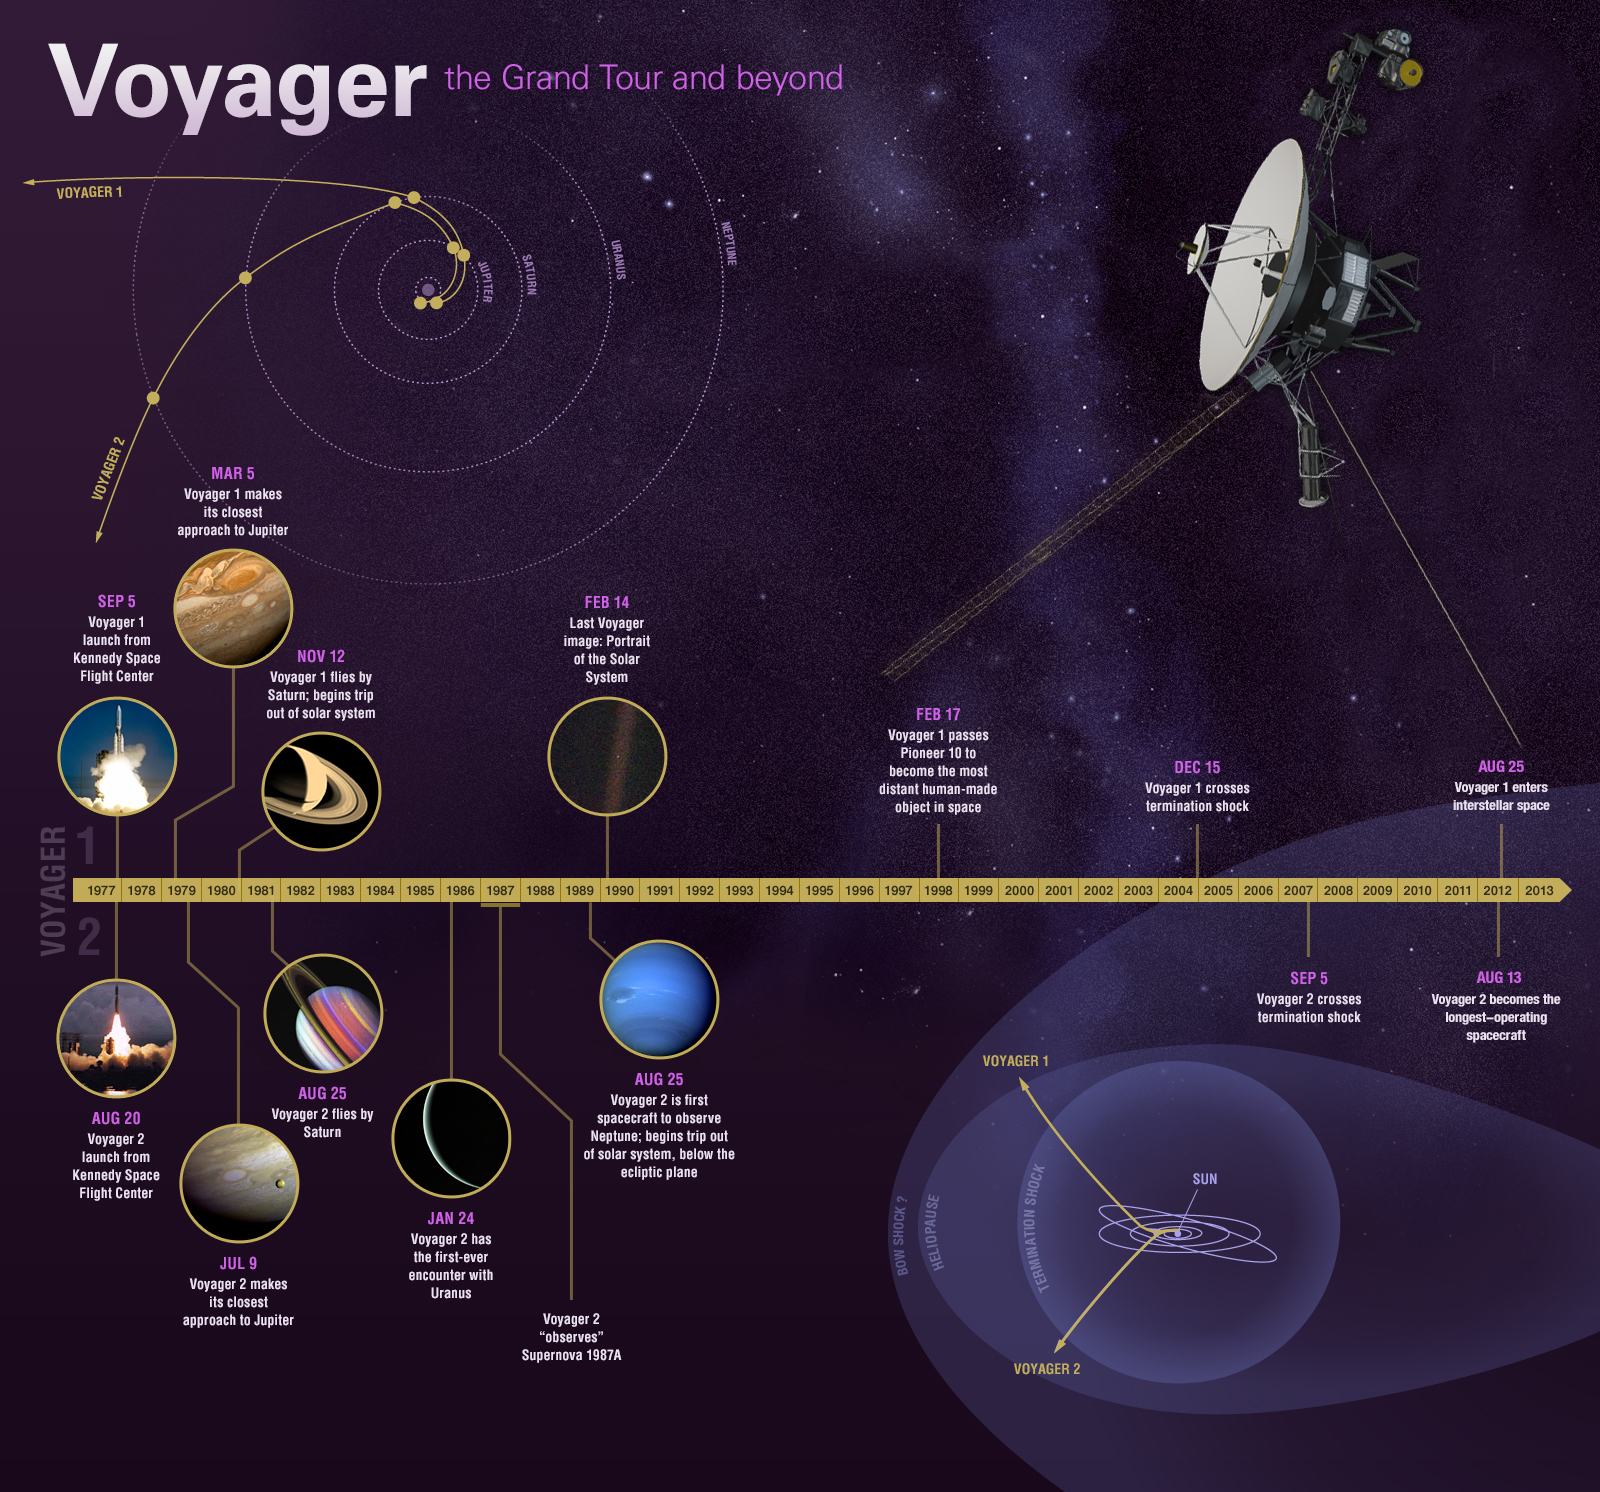 Voyager the Grand Tour and beyond
VOYAGER 1
VOYAGER 2
JUPITER
SATURN
URANUS
NEPTUNE
SEP 5
Voyager 1
launch from
Kennedy Space
Flight Center
MAR 5
Voyager 1 makes
its closest
approach to Jupiter
NOV 12
Voyager 1 flies by
Saturn; begins trip
out of solar system
FEB 14
Last Voyager
image: Portrait
of the Solar
System
FEB 17
Voyager 1 passes
Pioneer 10 to
become the most
distant human-made
object in space
DEC 15
Voyager 1 crosses
termination shock
AUG 25
Voyager 1 enters
interstellar space
VOYAGER
1
2
1977 1978 1979 1980 1981 1982 1983 1984 1985 1986 1987 1988 1989 1990 1991 1992 1993 1994 1995 1996 1997 1998 1999 2000 2001 2002 2003 2004 2005 2006 2007 2008 2009 2010 2011 2012 2013
AUG 20
Voyager 2
launch from
Kennedy Space
Flight Center
JUL 9
Voyager 2 makes
its closest
approach to Jupiter
AUG 25
Voyager 2 flies by
Saturn
JAN 24
Voyager 2 has
the first-ever
encounter with
Uranus
Voyager 2
“observes”
Supernova 1987A
AUG 25
Voyager 2 is first
spacecraft to observe
Neptune; begins trip out
of solar system, below the
ecliptic plane
SEP 5
Voyager 2 crosses
termination shock
AUG 13
Voyager 2 becomes the
longest–operating
spacecraft
VOYAGER 1
VOYAGER 2
SUN
BOW SHOCK ?
HELIOPAUSE
TERMINATION SHOCK